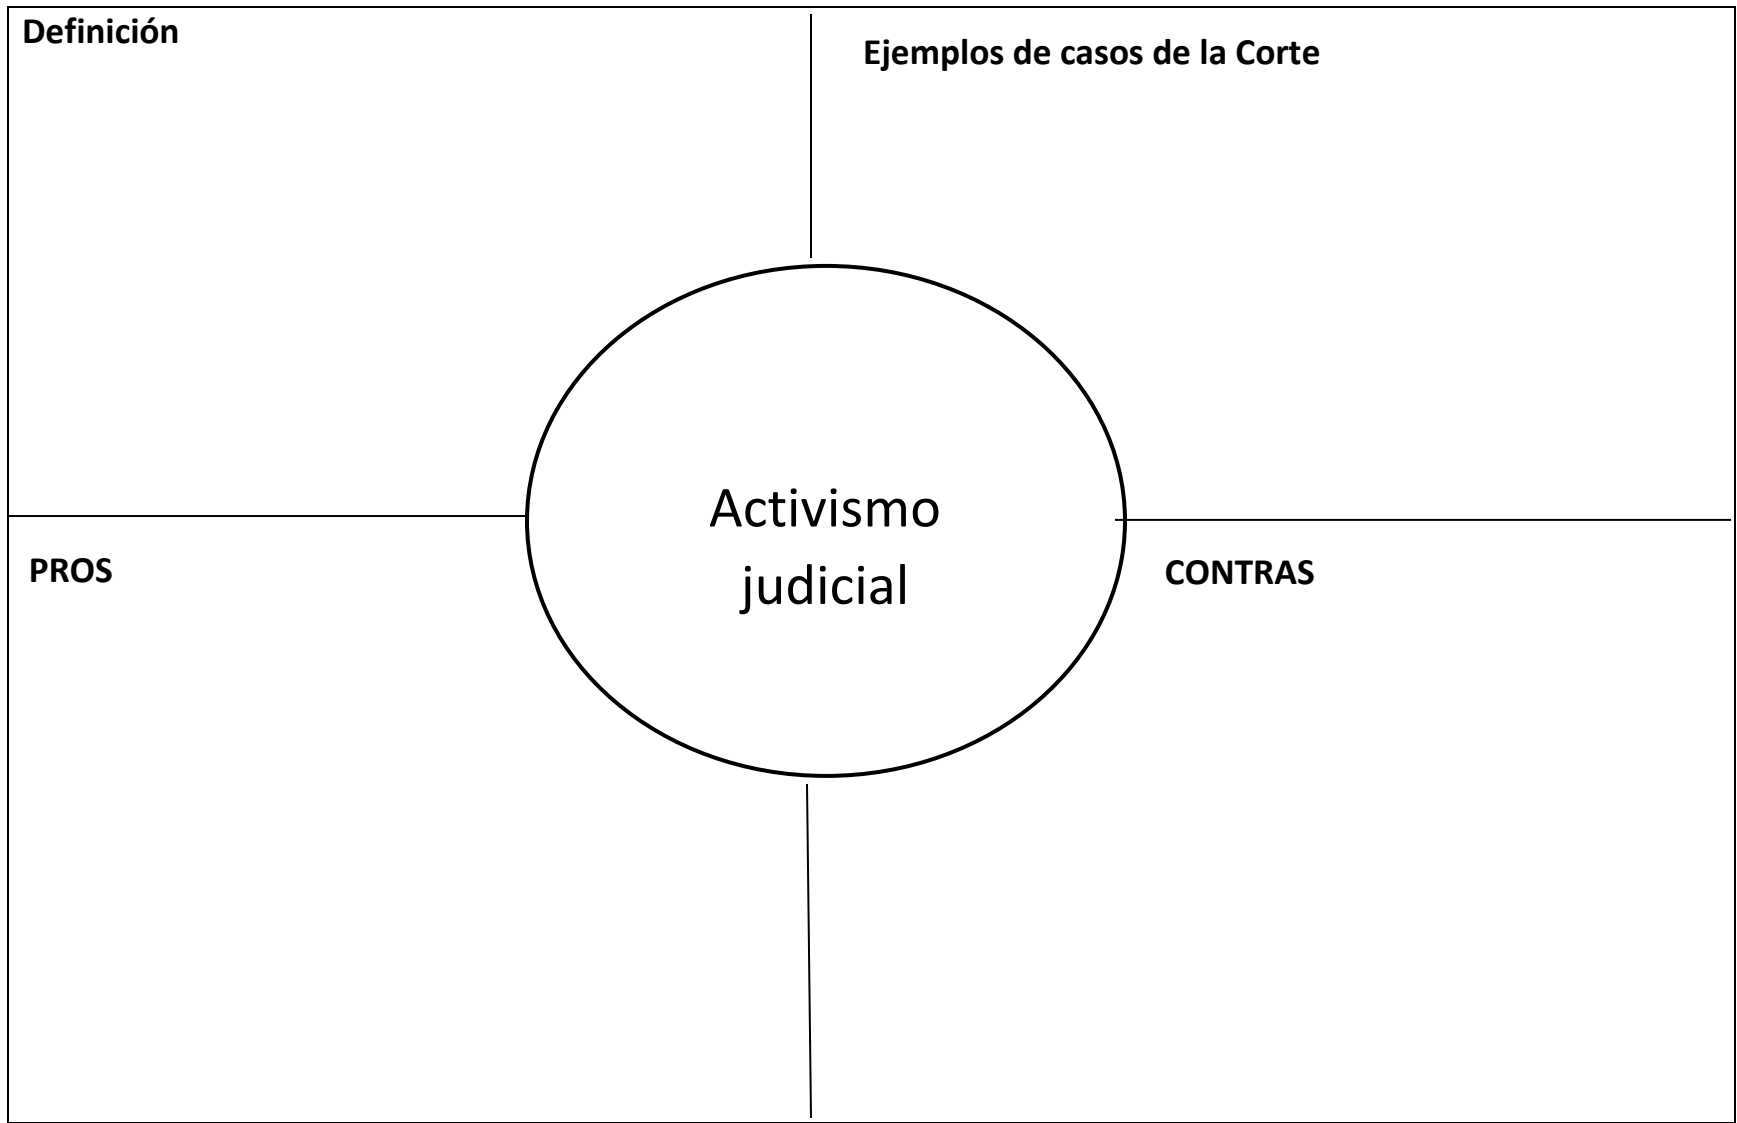 Definición
Ejemplos de casos de la Corte
Activismo
judicial
PROS
CONTRAS